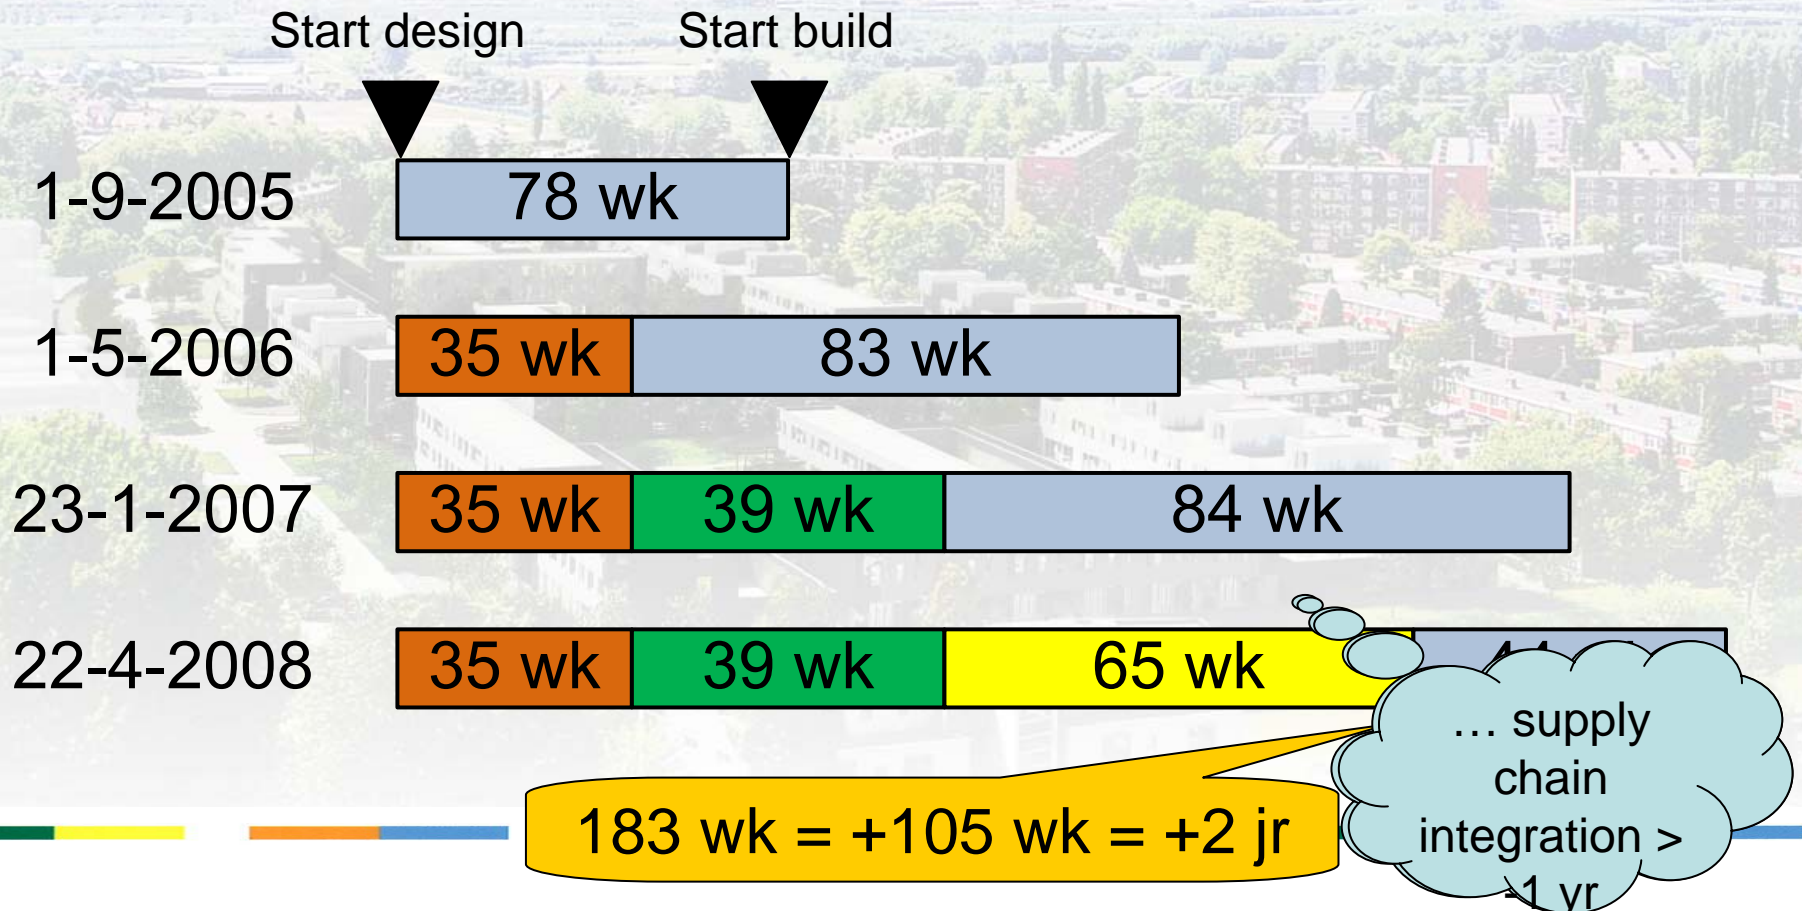 Start design Start build
1-9-2005 78 wk
1-5-2006 35 wk 83 wk
23-1-2007 35 wk 39 wk 84 wk
22-4-2008 35 wk 39 wk 65 wk
… supply
chain
integration >
-1 yr
183 wk = +105 wk = +2 jr